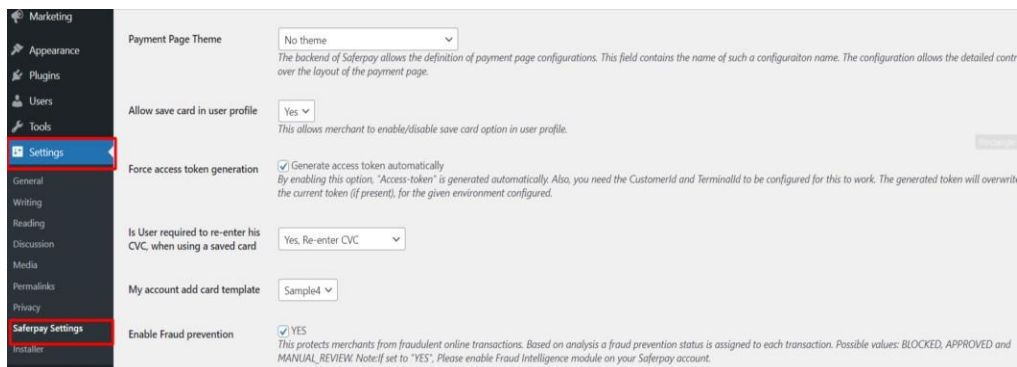 Marketing
Appearance
Plugins
Users
Tools
Settings
General
Writing
Reading
Discussion
Media
Permalinks
Privacy
Saferpay Settings
Installer
Payment Page Theme
No theme
The backend of Saferpay allows the definition of payment page configurations. This field contains the name of such a configuraiton name. The configuration allows the detailed contr
over the layout of the payment page.
Allow save card in user profile
Yes
This allows merchant to enable/disable save card option in user profile.
Force access token generation
Generate access token automatically
By enabling this option, "Access-token" is generated automatically. Also, you need the CustomerId and TerminalId to be configured for this to work. The generated token will overwrite
the current token (if present), for the given environment configured.
Is User required to re-enter his
CVC, when using a saved card
Yes, Re-enter CVC
My account add card template
Sample4
Enable Fraud prevention
YES
This protects merchants from fraudulent online transactions. Based on analysis a fraud prevention status is assigned to each transaction. Possible values: BLOCKED, APPROVED and
MANUAL_REVIEW. Note:If set to "YES", Please enable Fraud Intelligence module on your Saferpay account.